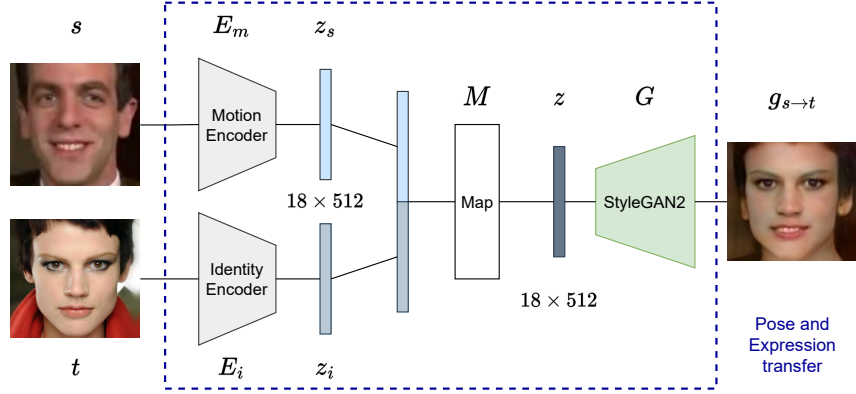 s
E_m
z_s
Motion
Encoder
18 × 512
M
z
G
g_{s→t}
Map
StyleGAN2
Identity
Encoder
18 × 512
t
E_i
z_i
Pose and
Expression
transfer